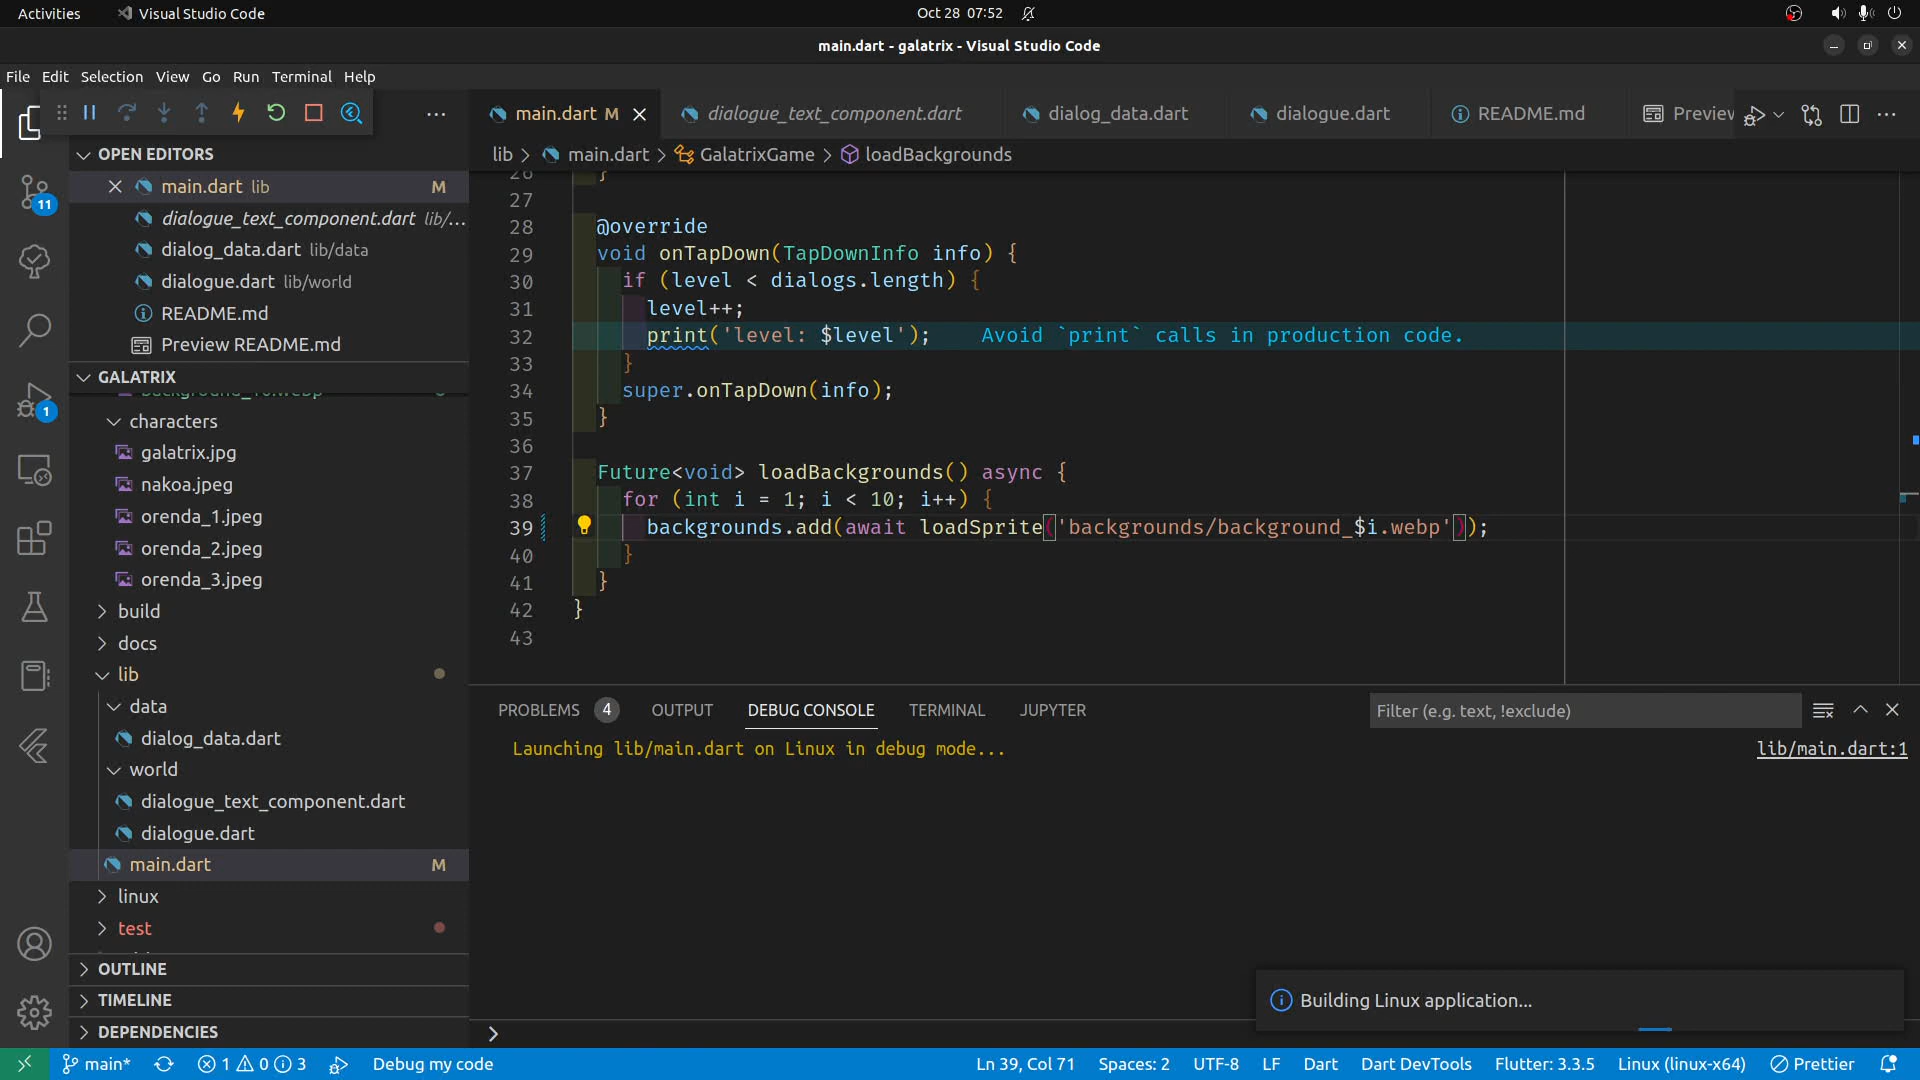 Activities
Visual Studio Code
Oct 28 07:52
main.dart - galatrix - Visual Studio Code
File Edit Selection View Go Run Terminal Help
main.dart M
dialogue_text_component.dart
dialog_data.dart
dialogue.dart
README.md
Preview
11
1
OPEN EDITORS
main.dart lib M
dialogue_text_component.dart lib/...
dialog_data.dart lib/data
dialogue.dart lib/world
README.md
Preview README.md
GALATRIX
characters
galatrix.jpg
nakoa.jpeg
orenda_1.jpeg
orenda_2.jpeg
orenda_3.jpeg
build
docs
lib
data
dialog_data.dart
world
dialogue_text_component.dart
dialogue.dart
main.dart M
linux
test
OUTLINE
TIMELINE
DEPENDENCIES
lib > main.dart > GalatrixGame > loadBackgrounds
26 }
27
28 @override
29 void onTapDown(TapDownInfo info) {
30 if (level < dialogs.length) {
31 level++;
32 print('level: $level'); Avoid `print` calls in production code.
33 }
34 super.onTapDown(info);
35 }
36
37 Future<void> loadBackgrounds() async {
38 for (int i = 1; i < 10; i++) {
39 backgrounds.add(await loadSprite('backgrounds/background_$i.webp'));
40 }
41 }
42 }
43
PROBLEMS 4 OUTPUT DEBUG CONSOLE TERMINAL JUPYTER
Filter (e.g. text, !exclude)
Launching lib/main.dart on Linux in debug mode...
lib/main.dart:1
Building Linux application...
main* 1 0 3 Debug my code
Ln 39, Col 71 Spaces: 2 UTF-8 LF Dart Dart DevTools Flutter: 3.3.5 Linux (linux-x64) Prettier